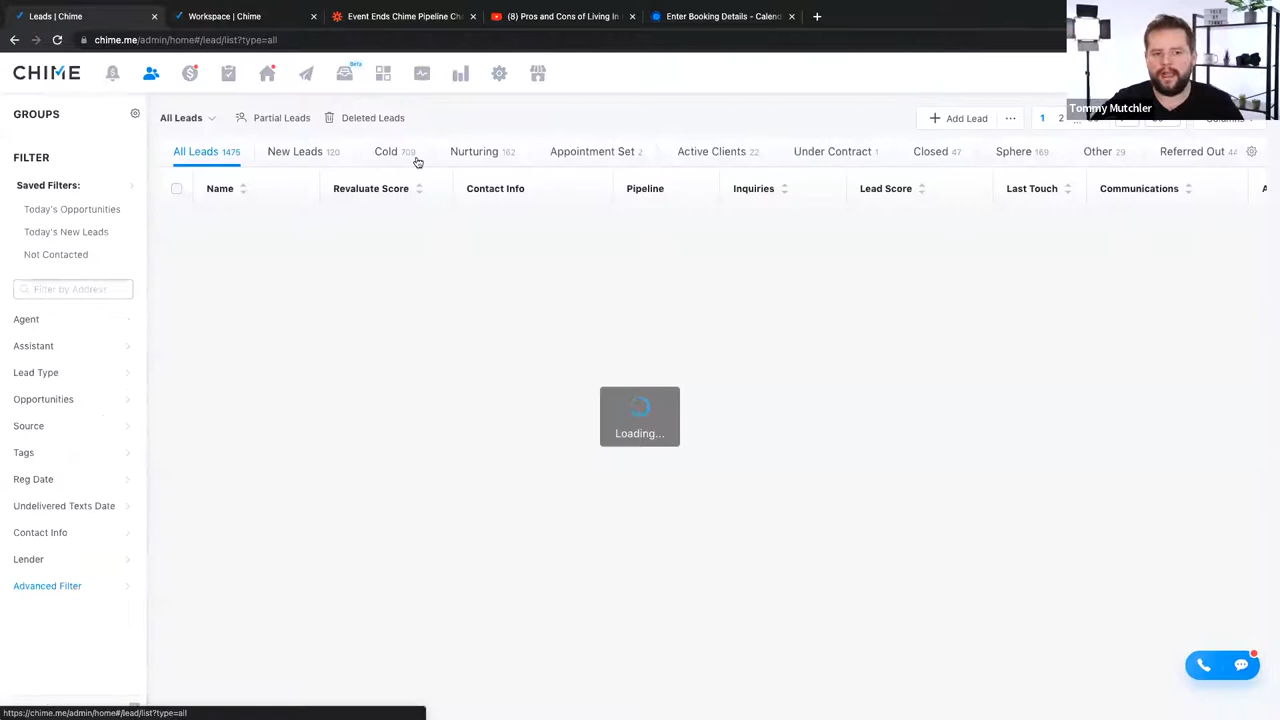 Leads | Chime
Workspace | Chime
Event Ends Chime Pipeline Ch
(8) Pros and Cons of Living In
Enter Booking Details - Calend
chime.me/admin/home#/lead/list?type=all
CHIME
Beta
Tommy Mutchler
GROUPS
All Leads
Partial Leads
Deleted Leads
Add Lead
1
2
All Leads 1475
New Leads 120
Cold 709
Nurturing 162
Appointment Set 2
Active Clients 22
Under Contract 1
Closed 47
Sphere 169
Other 29
Referred Out 44
Name
Revaluate Score
Contact Info
Pipeline
Inquiries
Lead Score
Last Touch
Communications
FILTER
Saved Filters:
Today's Opportunities
Today's New Leads
Not Contacted
Filter by Address
Agent
Assistant
Lead Type
Opportunities
Source
Tags
Reg Date
Undelivered Texts Date
Contact Info
Lender
Advanced Filter
Loading...
https://chime.me/admin/home#/lead/list?type=all